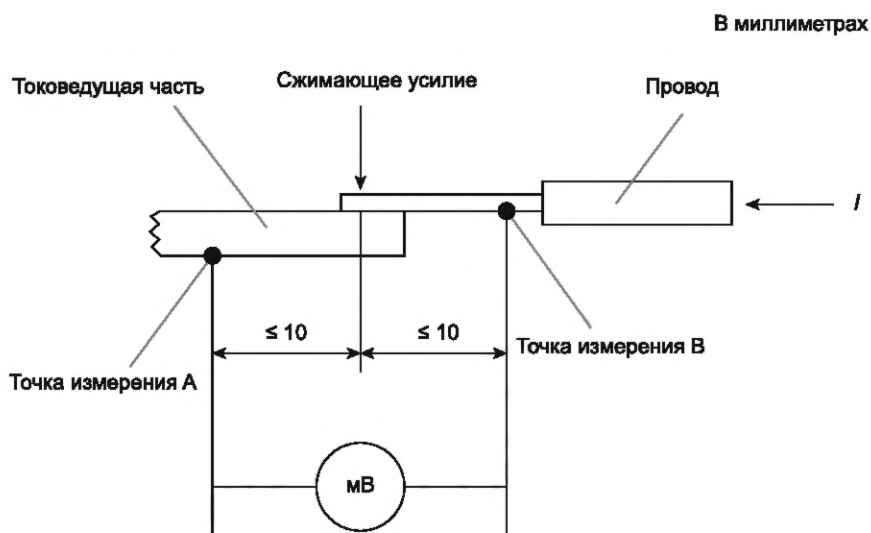 В миллиметрах
Токоведущая часть
Сжимающее усилие
Провод
I
≤ 10
≤ 10
Точка измерения В
Точка измерения А
мВ